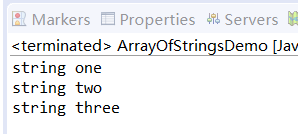 Markers Properties Servers
<terminated> ArrayOfStringsDemo [Jav
string one
string two
string three